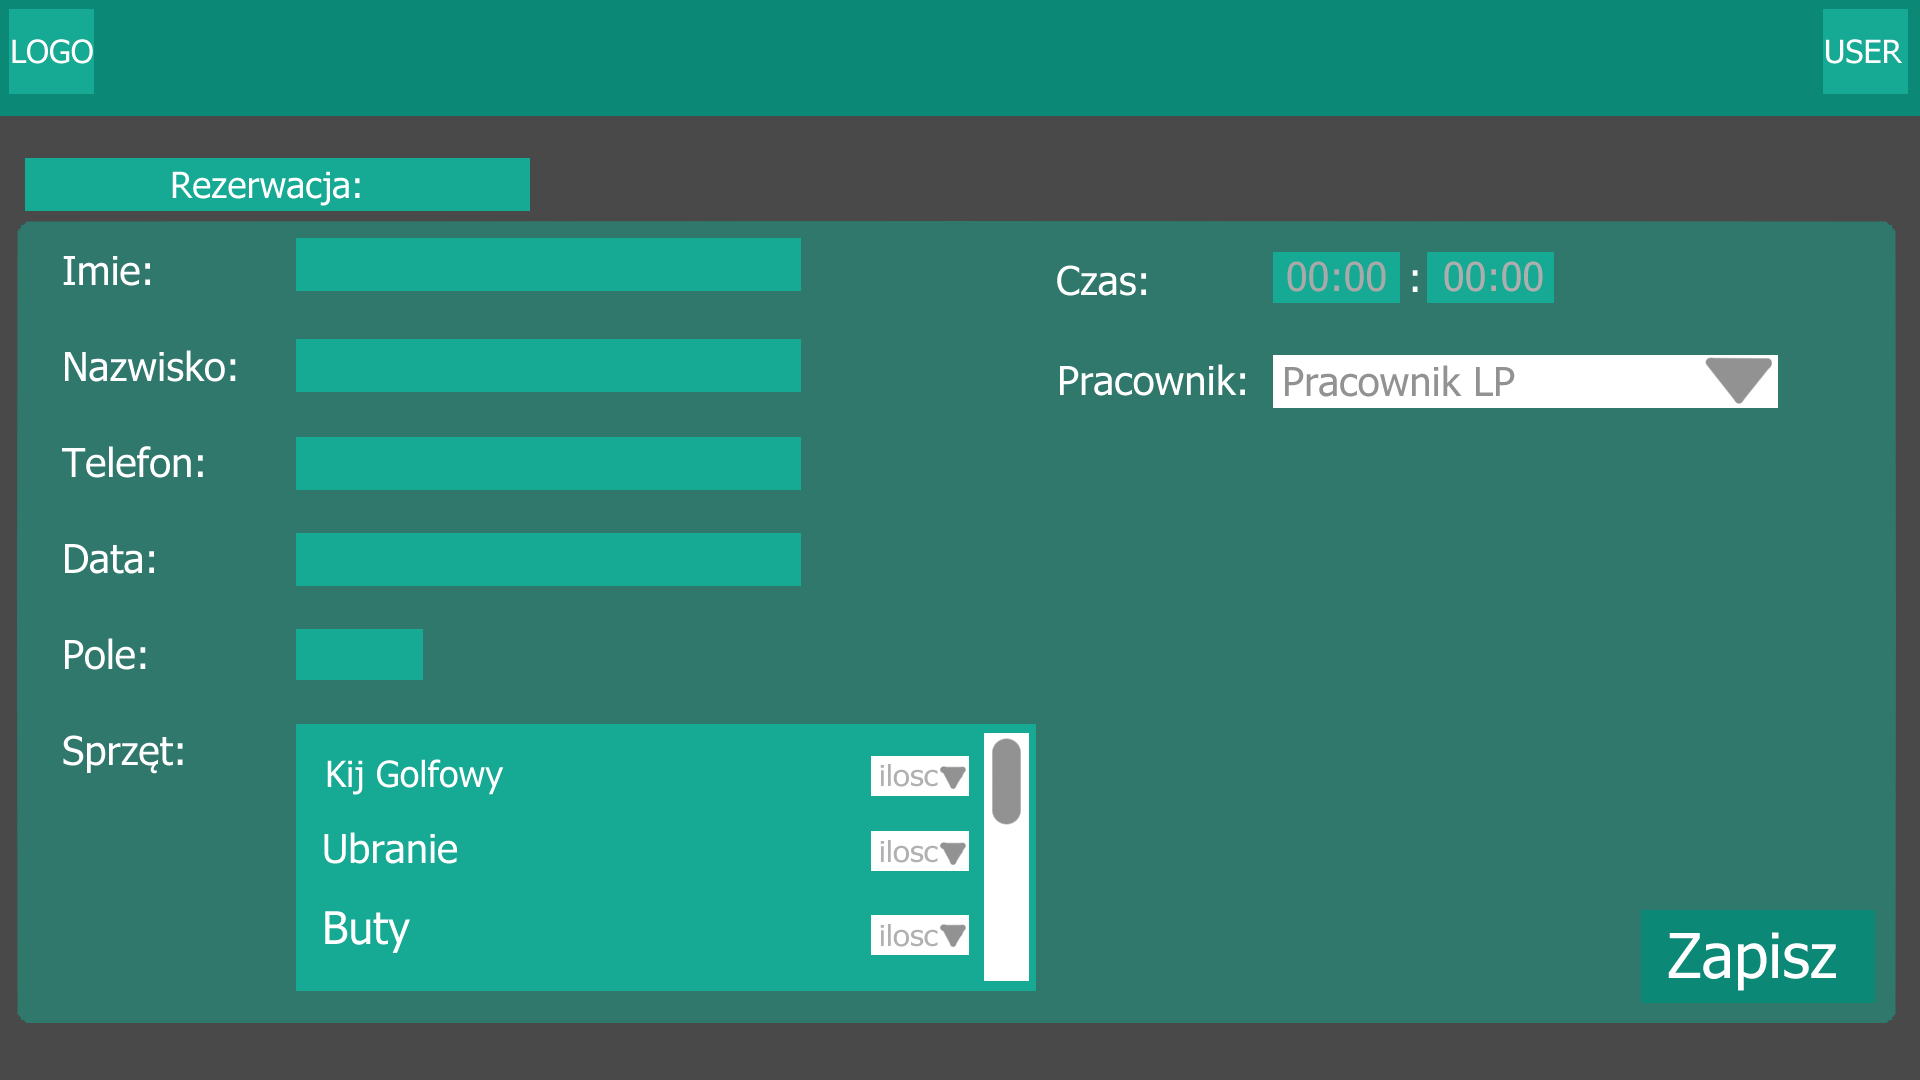 LOGO
USER
Rezerwacja:
Imie:
Nazwisko:
Telefon:
Data:
Pole:
Sprzęt:
Kij Golfowy
ilosc
Ubranie
ilosc
Buty
ilosc
Czas:
00:00 : 00:00
Pracownik:
Pracownik LP
Zapisz